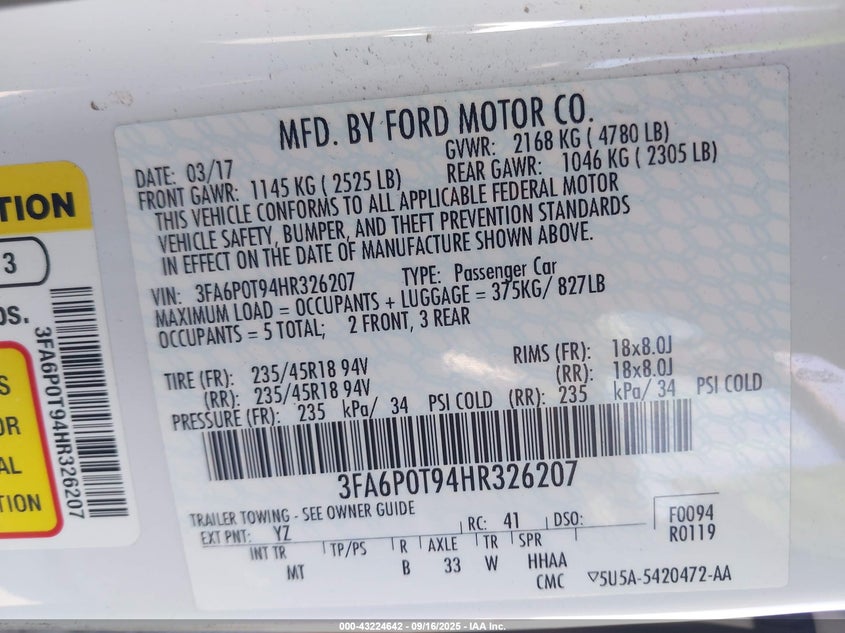 MFD. BY FORD MOTOR CO.
DATE: 03/17 GVWR: 2168 KG ( 4780 LB)
FRONT GAWR: 1145 KG ( 2525 LB) REAR GAWR: 1046 KG ( 2305 LB)
THIS VEHICLE CONFORMS TO ALL APPLICABLE FEDERAL MOTOR
VEHICLE SAFETY, BUMPER, AND THEFT PREVENTION STANDARDS
IN EFFECT ON THE DATE OF MANUFACTURE SHOWN ABOVE.
VIN: 3FA6P0T94HR326207 TYPE: Passenger Car
MAXIMUM LOAD = OCCUPANTS + LUGGAGE = 375KG/ 827LB
OCCUPANTS = 5 TOTAL; 2 FRONT, 3 REAR
TIRE (FR): 235/45R18 94V RIMS (FR): 18x8.0J
(RR): 235/45R18 94V (RR): 18x8.0J
PRESSURE (FR): 235 kPa/ 34 PSI COLD (RR): 235 kPa/ 34 PSI COLD
3FA6P0T94HR326207
TRAILER TOWING - SEE OWNER GUIDE
EXT PNT: YZ RC: 41 DSO: F0094
R0119
INT TR TP/PS R AXLE TR SPR
MT B 33 W HHAA
CMC 5U5A-5420472-AA
TION
3
OS.
S
OR
AL
TION
3FA6P0T94HR326207
000-43224642 - 09/16/2025 - IAA Inc.